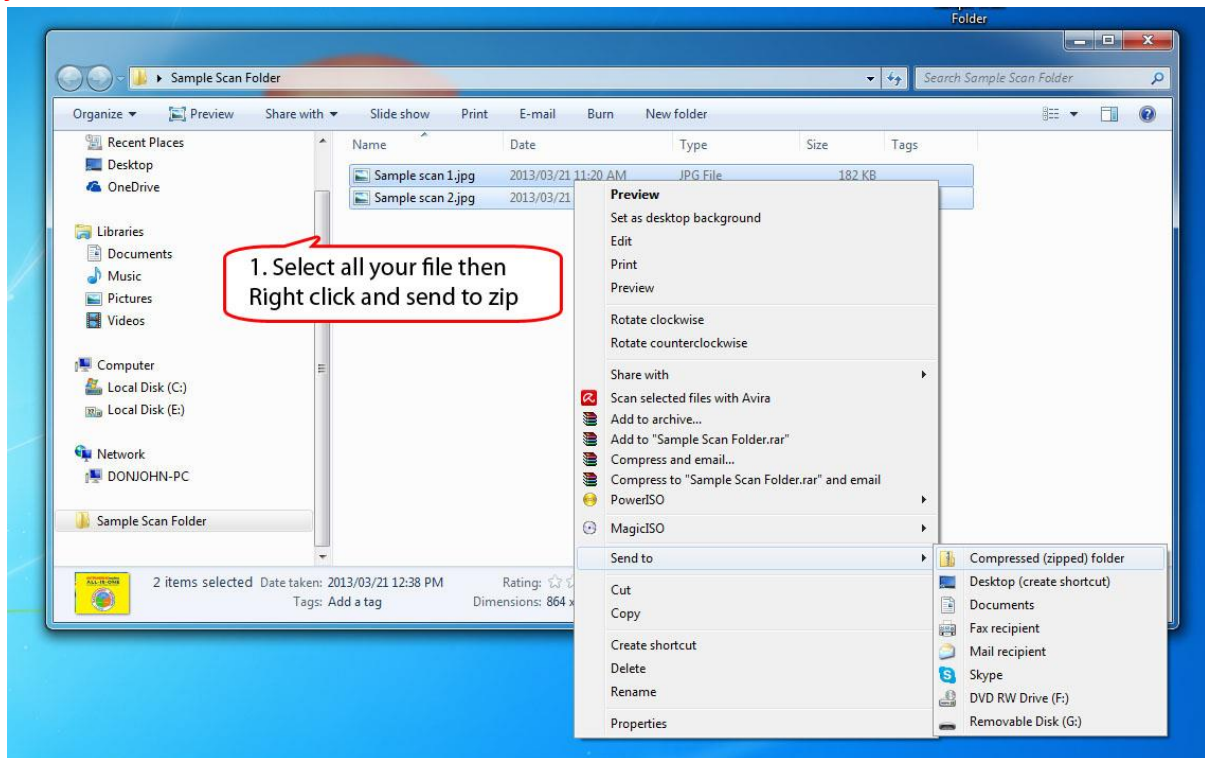 Folder
Sample Scan Folder
Search Sample Scan Folder
Organize Preview Share with Slide show Print E-mail Burn New folder
Recent Places
Desktop
OneDrive
Libraries
Documents
Music
Pictures
Videos
Computer
Local Disk (C:)
Local Disk (E:)
Network
DONJOHN-PC
Sample Scan Folder
Name Date Type Size Tags
Sample scan 1.jpg 2013/03/21 11:20 AM JPG File 182 KB
Sample scan 2.jpg 2013/03/21
1. Select all your file then
Right click and send to zip
Preview
Set as desktop background
Edit
Print
Preview
Rotate clockwise
Rotate counterclockwise
Share with
Scan selected files with Avira
Add to archive...
Add to "Sample Scan Folder.rar"
Compress and email...
Compress to "Sample Scan Folder.rar" and email
PowerISO
MagicISO
Send to
Cut
Copy
Create shortcut
Delete
Rename
Properties
Compressed (zipped) folder
Desktop (create shortcut)
Documents
Fax recipient
Mail recipient
Skype
DVD RW Drive (F:)
Removable Disk (G:)
ALL-IN-ONE
2 items selected Date taken: 2013/03/21 12:38 PM Rating:
Tags: Add a tag Dimensions: 864 x